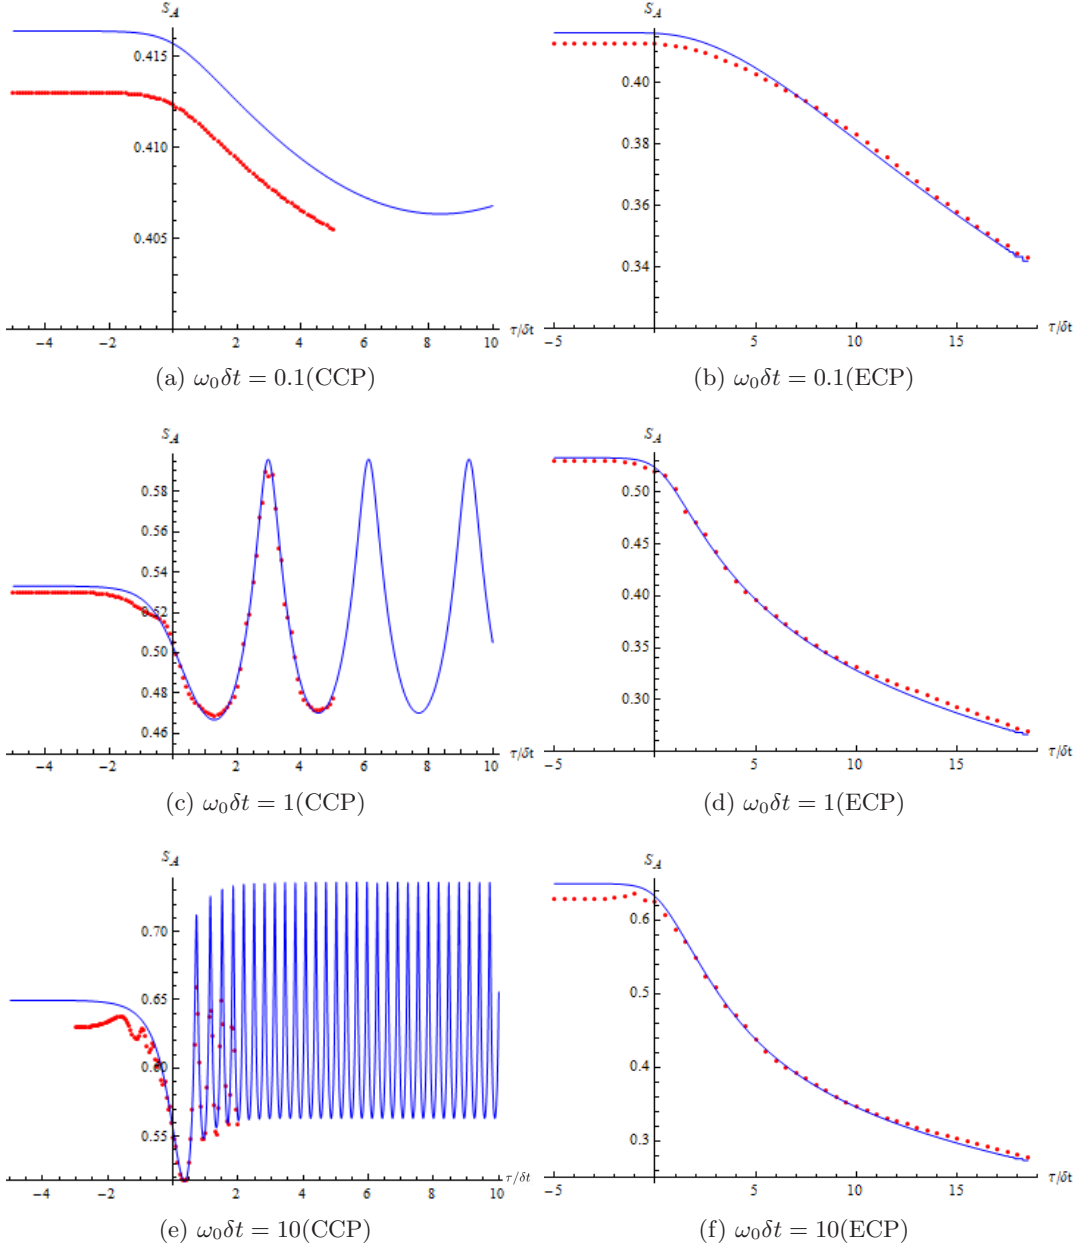 S_A S_A
0.415
0.410
0.405
−4 −2 2 4 6 8 10 τ/δt
0.40
0.38
0.36
0.34
−5 5 10 15 τ/δt
(a) ω₀δt = 0.1(CCP) (b) ω₀δt = 0.1(ECP)
S_A S_A
0.58
0.56
0.54
0.52
0.50
0.48
0.46
−4 −2 2 4 6 8 10 τ/δt
0.50
0.45
0.40
0.35
0.30
−5 5 10 15 τ/δt
(c) ω₀δt = 1(CCP) (d) ω₀δt = 1(ECP)
S_A S_A
0.70
0.65
0.60
0.55
−4 −2 2 4 6 8 10 τ/δt
0.6
0.5
0.4
0.3
−5 5 10 15 τ/δt
(e) ω₀δt = 10(CCP) (f) ω₀δt = 10(ECP)